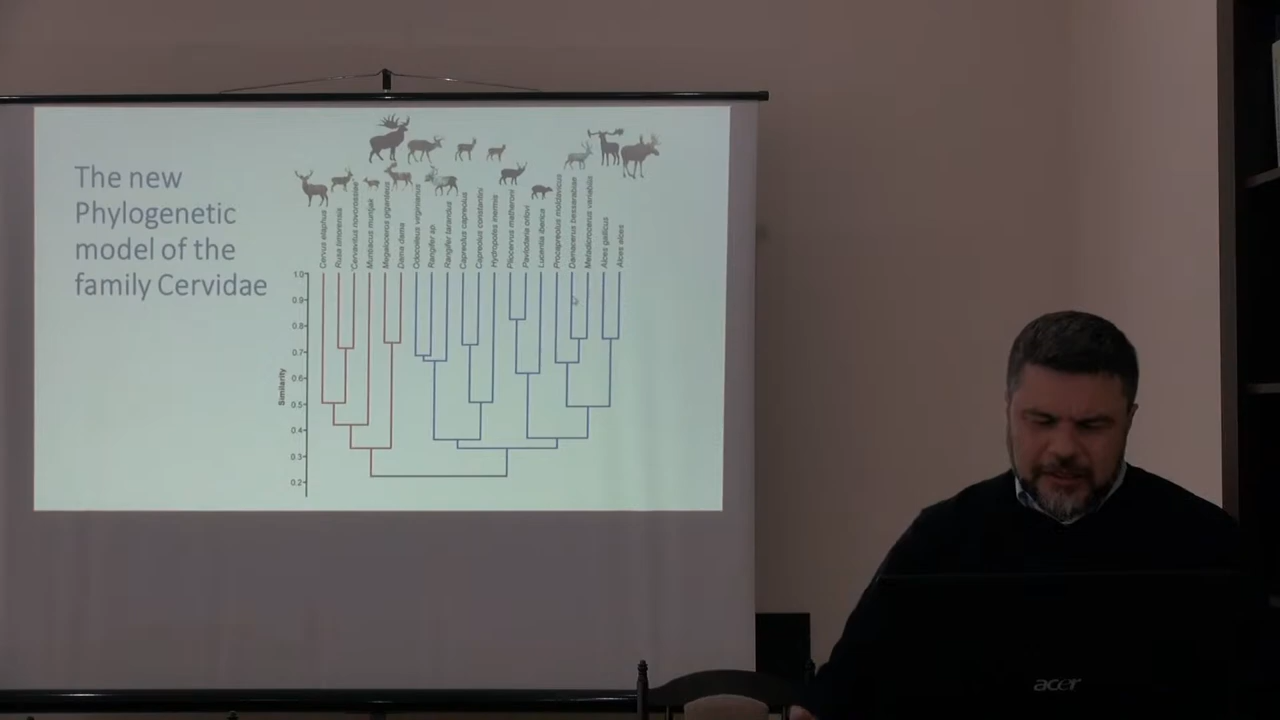 The new
Phylogenetic
model of the
family Cervidae
Cervus elaphus
Rusa timorensis
Cervavitus novorossiae
Muntiacus muntjak
Megaloceros giganteus
Dama dama
Odocoileus virginianus
Rangifer sp
Rangifer tarandus
Capreolus capreolus
Capreolus constantini
Hydropotes inermis
Pliocervus matheroni
Pavlodaria orlovi
Lucentia iberica
Procapreolus moldavicus
Damacerus bessarabiae
Alces gallicus
Alces alces
Similarity
1.0
0.9
0.8
0.7
0.6
0.5
0.4
0.3
0.2
acer